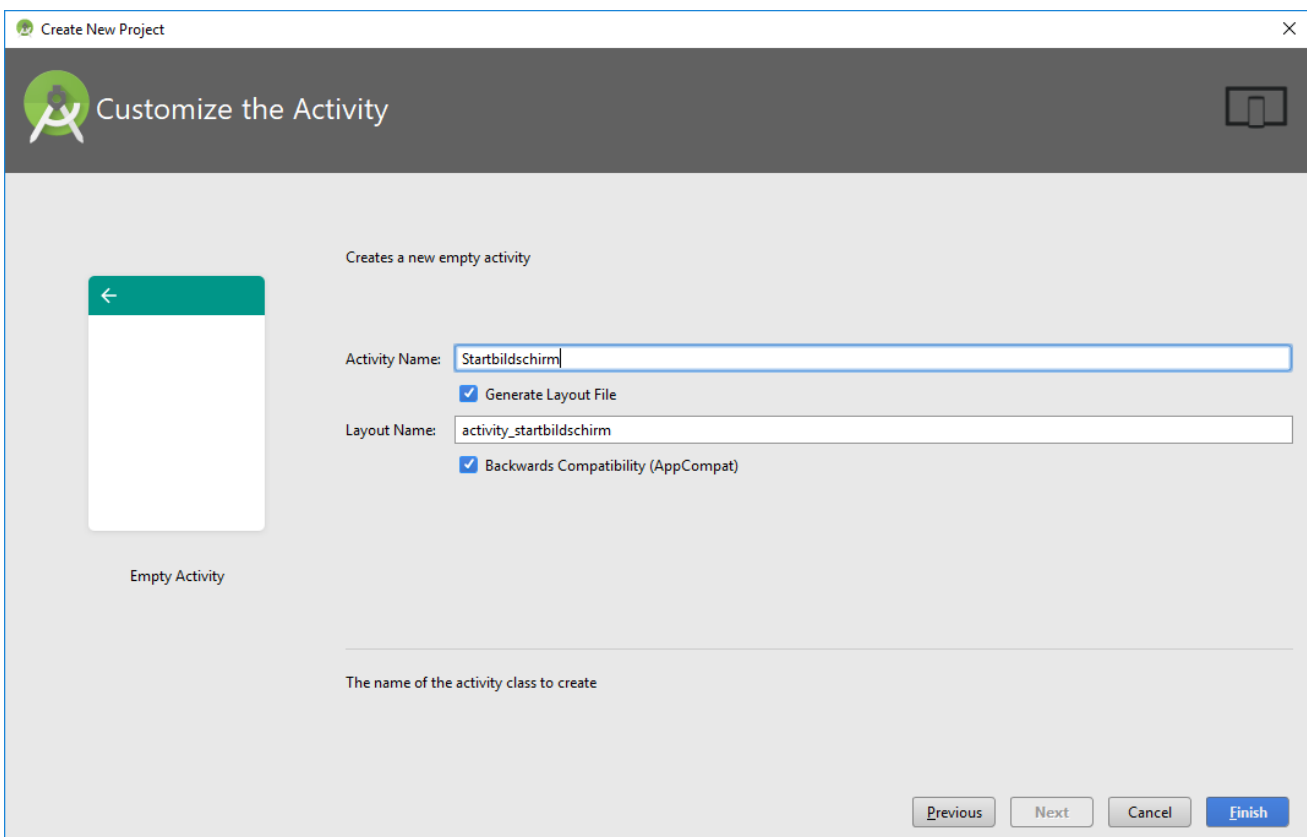 Create New Project
Customize the Activity
Creates a new empty activity
Activity Name: Startbildschirm
Generate Layout File
Layout Name: activity_startbildschirm
Backwards Compatibility (AppCompat)
Empty Activity
The name of the activity class to create
Previous Next Cancel Finish